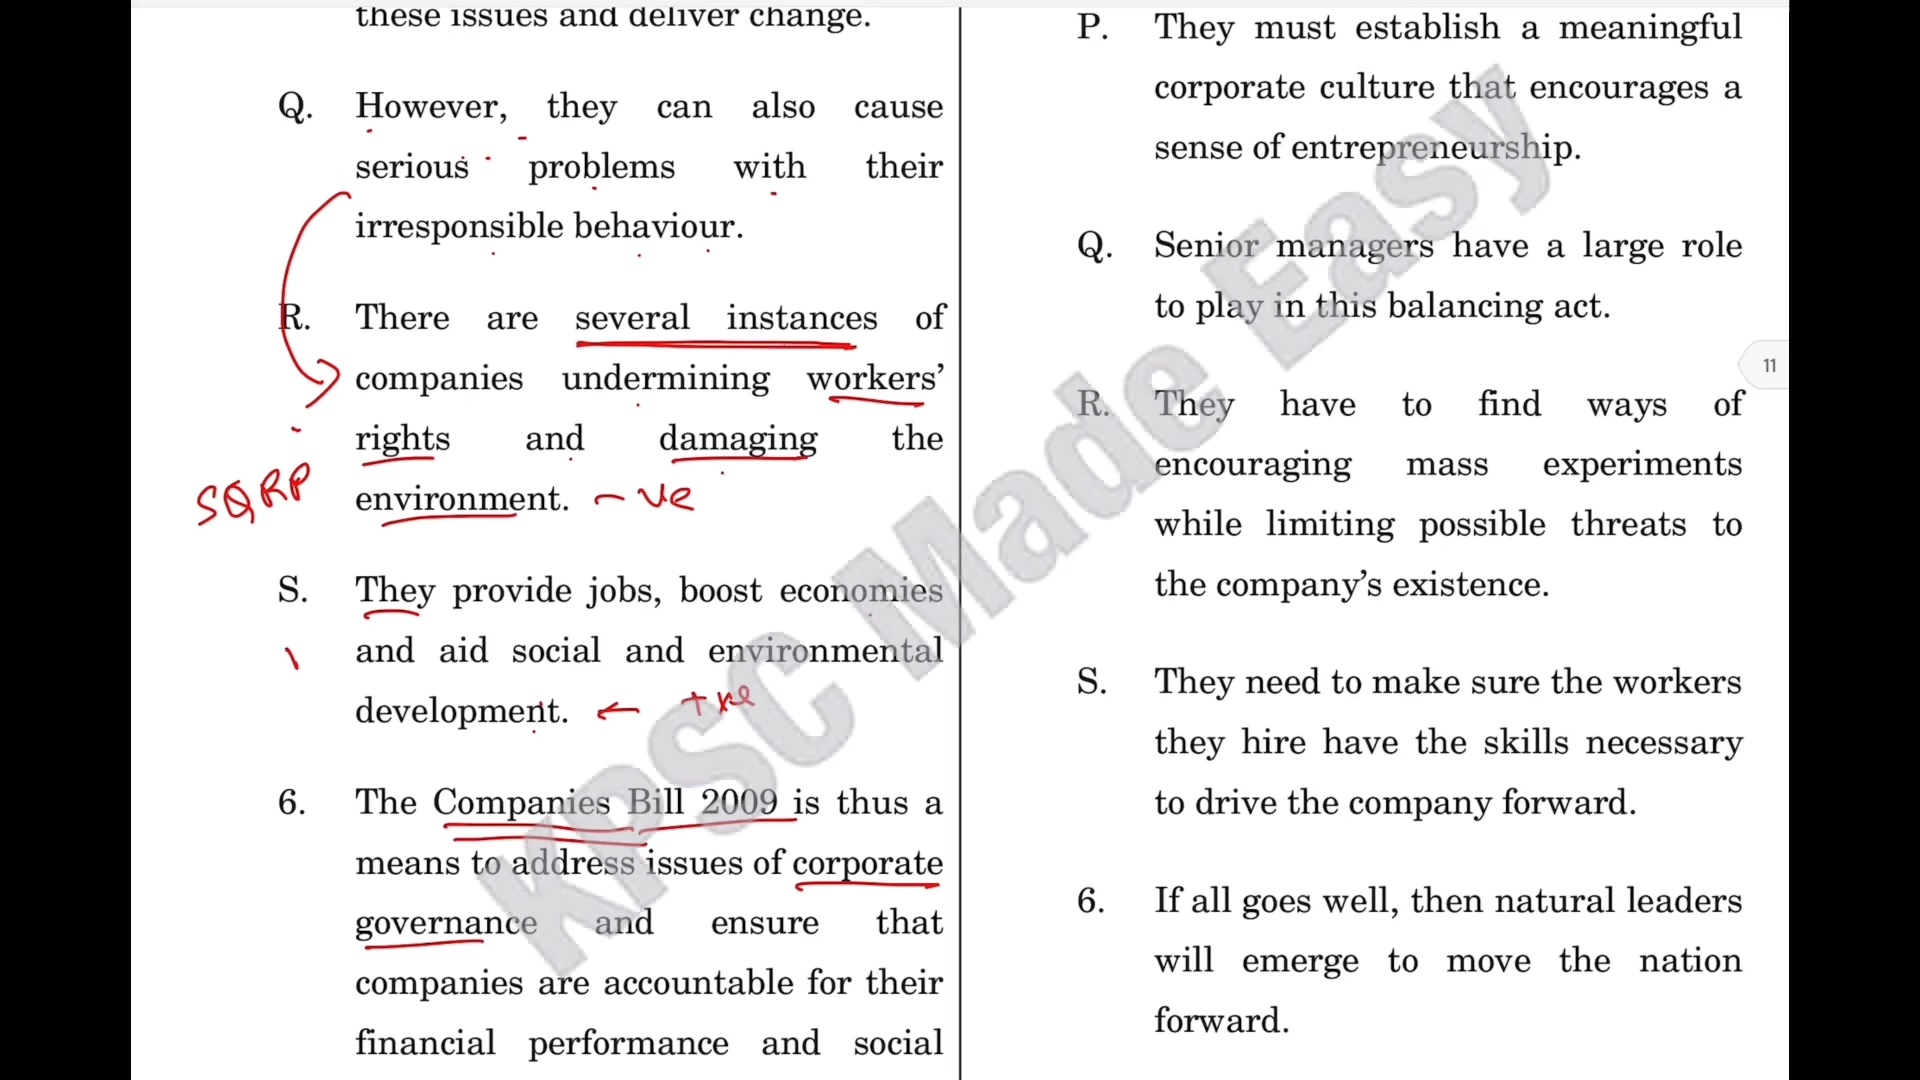 these issues and deliver change.
Q. However, they can also cause
serious problems with their
irresponsible behaviour.
R. There are several instances of
companies undermining workers’
rights and damaging the
environment. - ve
SQRP
S. They provide jobs, boost economies
and aid social and environmental
development. ← +ve
6. The Companies Bill 2009 is thus a
means to address issues of corporate
governance and ensure that
companies are accountable for their
financial performance and social
P. They must establish a meaningful
corporate culture that encourages a
sense of entrepreneurship.
Q. Senior managers have a large role
to play in this balancing act.
11
R. They have to find ways of
encouraging mass experiments
while limiting possible threats to
the company’s existence.
S. They need to make sure the workers
they hire have the skills necessary
to drive the company forward.
6. If all goes well, then natural leaders
will emerge to move the nation
forward.
KPSC Made Easy